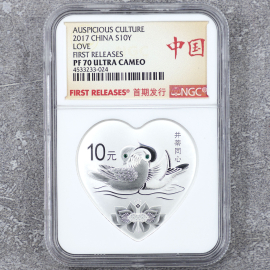 AUSPICIOUS CULTURE
2017 CHINA S10Y
LOVE
FIRST RELEASES
PF 70 ULTRA CAMEO
4533233-024
中国
FIRST RELEASES 首期发行
NGC
10元
并蒂同心